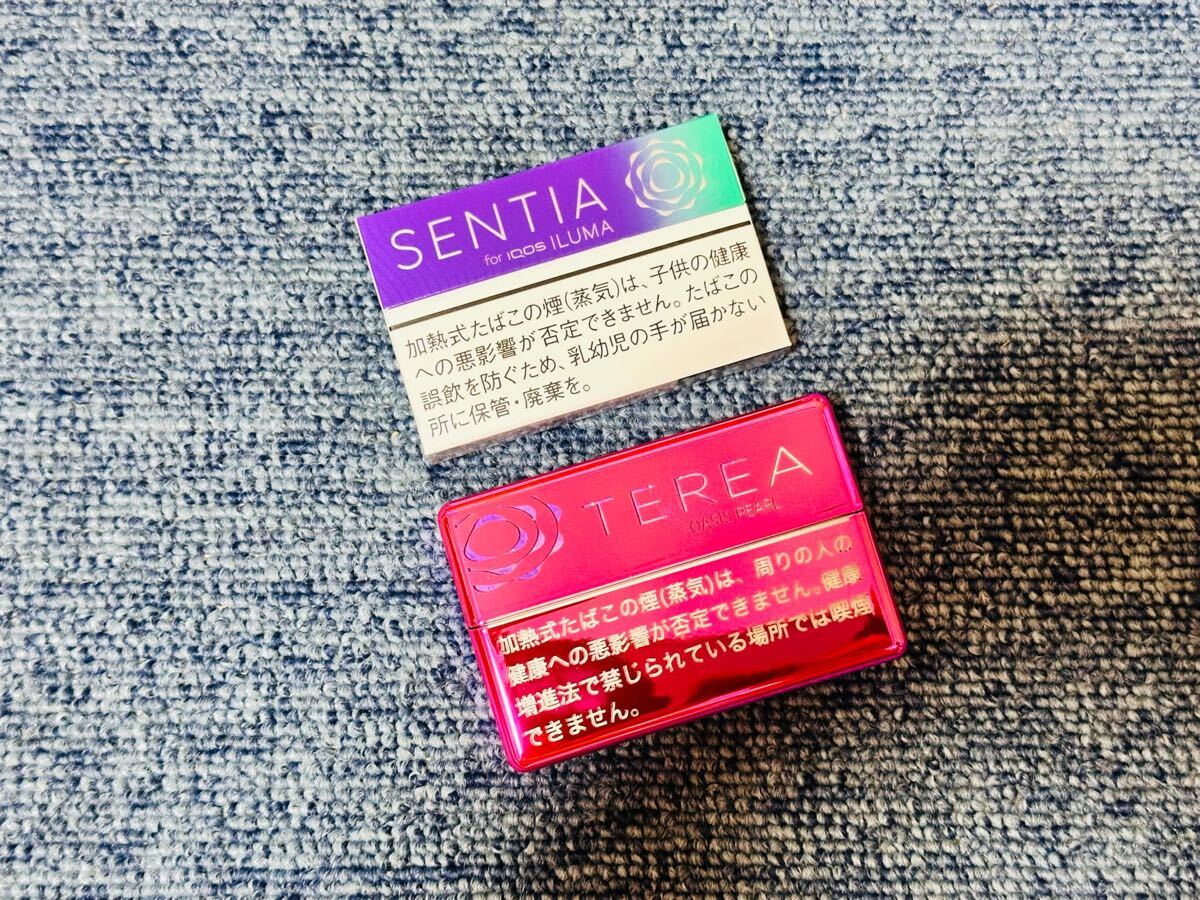 SENTIA
for IQOS ILUMA
加熱式たばこの煙(蒸気)は、子供の健康
への悪影響が否定できません。たばこの
誤飲を防ぐため、乳幼児の手が届かない
所に保管・廃棄を。
TEREA
OASIS PEARL
加熱式たばこの煙(蒸気)は、周りの人の
健康への悪影響が否定できません。健康
増進法で禁じられている場所では喫煙
できません。